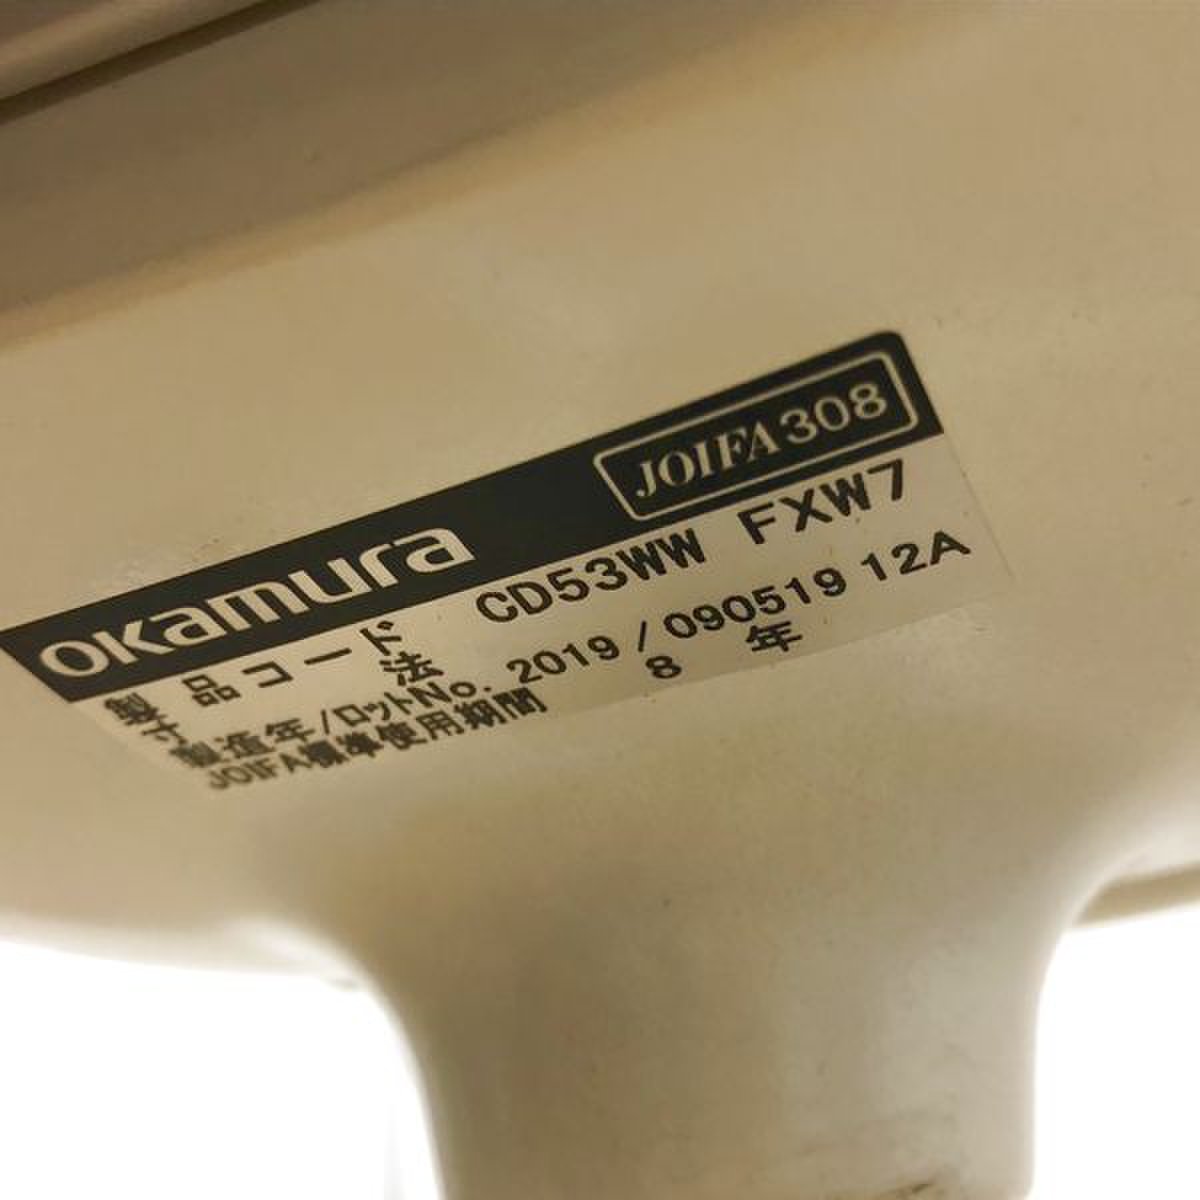 okamura JOIFA 308
製品コード CD53WW FXW7
寸法
製造年/ロットNo. 2019/090519 12A
JOIFA標準使用期間 8年